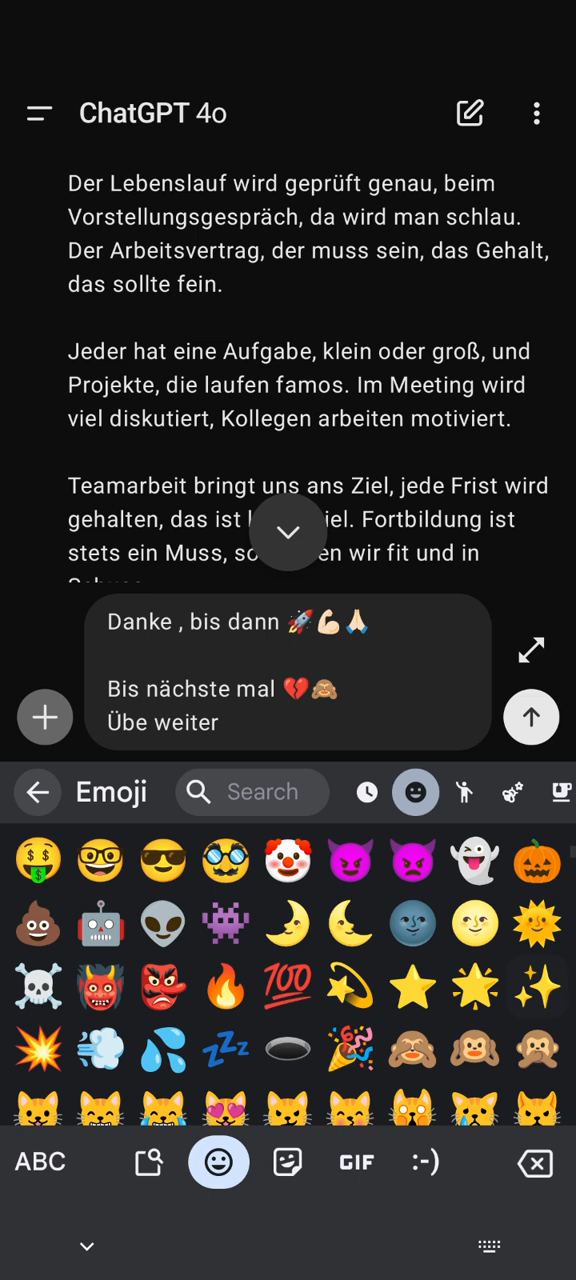 ChatGPT 4o
Der Lebenslauf wird geprüft genau, beim
Vorstellungsgespräch, da wird man schlau.
Der Arbeitsvertrag, der muss sein, das Gehalt,
das sollte fein.
Jeder hat eine Aufgabe, klein oder groß, und
Projekte, die laufen famos. Im Meeting wird
viel diskutiert, Kollegen arbeiten motiviert.
Teamarbeit bringt uns ans Ziel, jede Frist wird
gehalten, das ist Fortbildung ist
stets ein Muss, wir fit und in
Danke , bis dann 🚀💪🏻🙏🏻
Bis nächste mal 💔🙈
Übe weiter
Emoji
Search
ABC
GIF
:-)